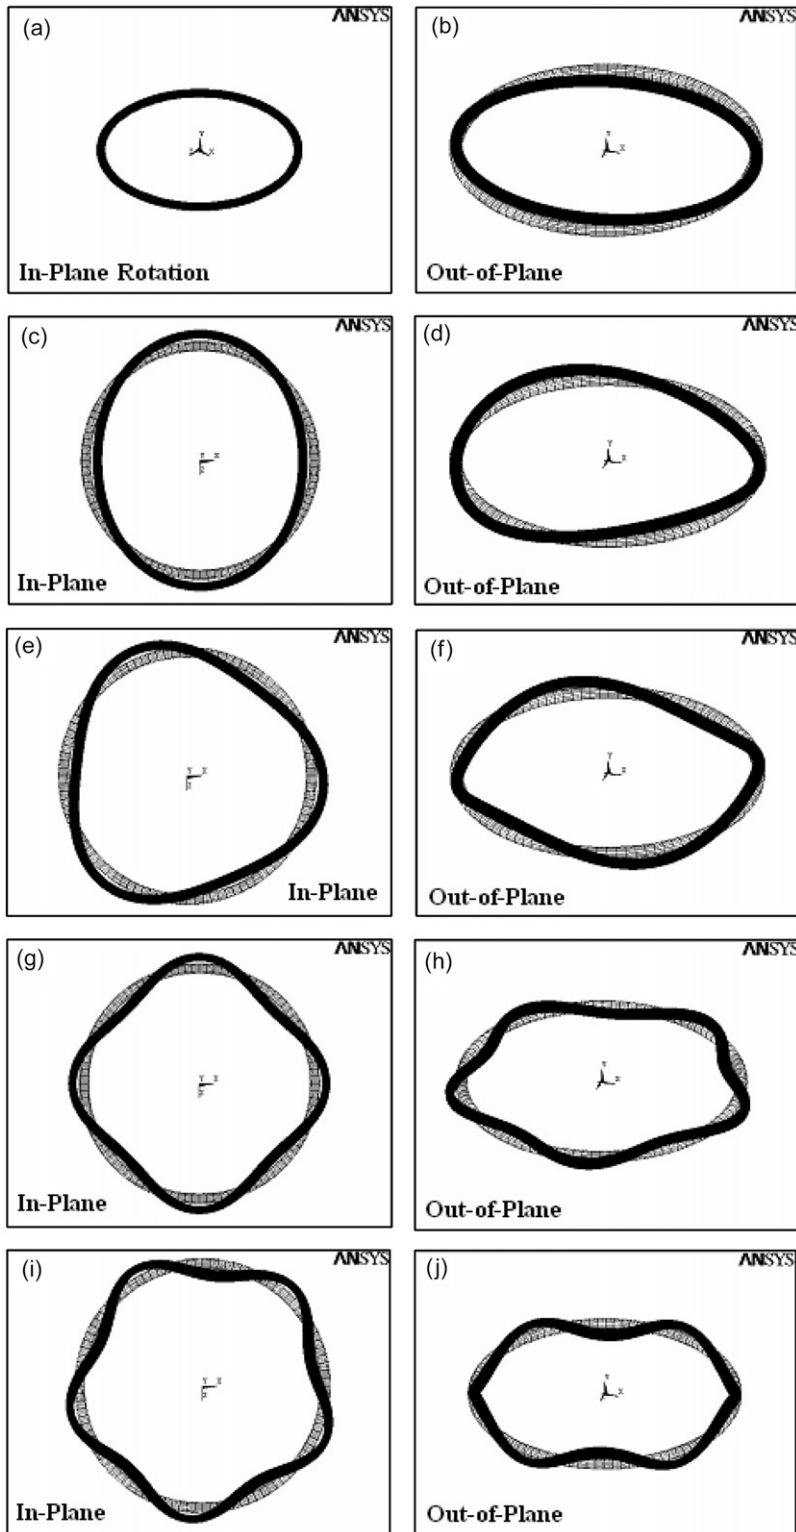 (a)
ANSYS
Y
Z X
In-Plane Rotation
(b)
ANSYS
Y
X
Out-of-Plane
(c)
ANSYS
Y X
Z
In-Plane
(d)
ANSYS
Y
X
Out-of-Plane
(e)
ANSYS
Y X
Z
In-Plane
(f)
ANSYS
Y
X
Out-of-Plane
(g)
ANSYS
Y X
Z
In-Plane
(h)
ANSYS
Y
X
Out-of-Plane
(i)
ANSYS
Y X
Z
In-Plane
(j)
ANSYS
Y
X
Out-of-Plane